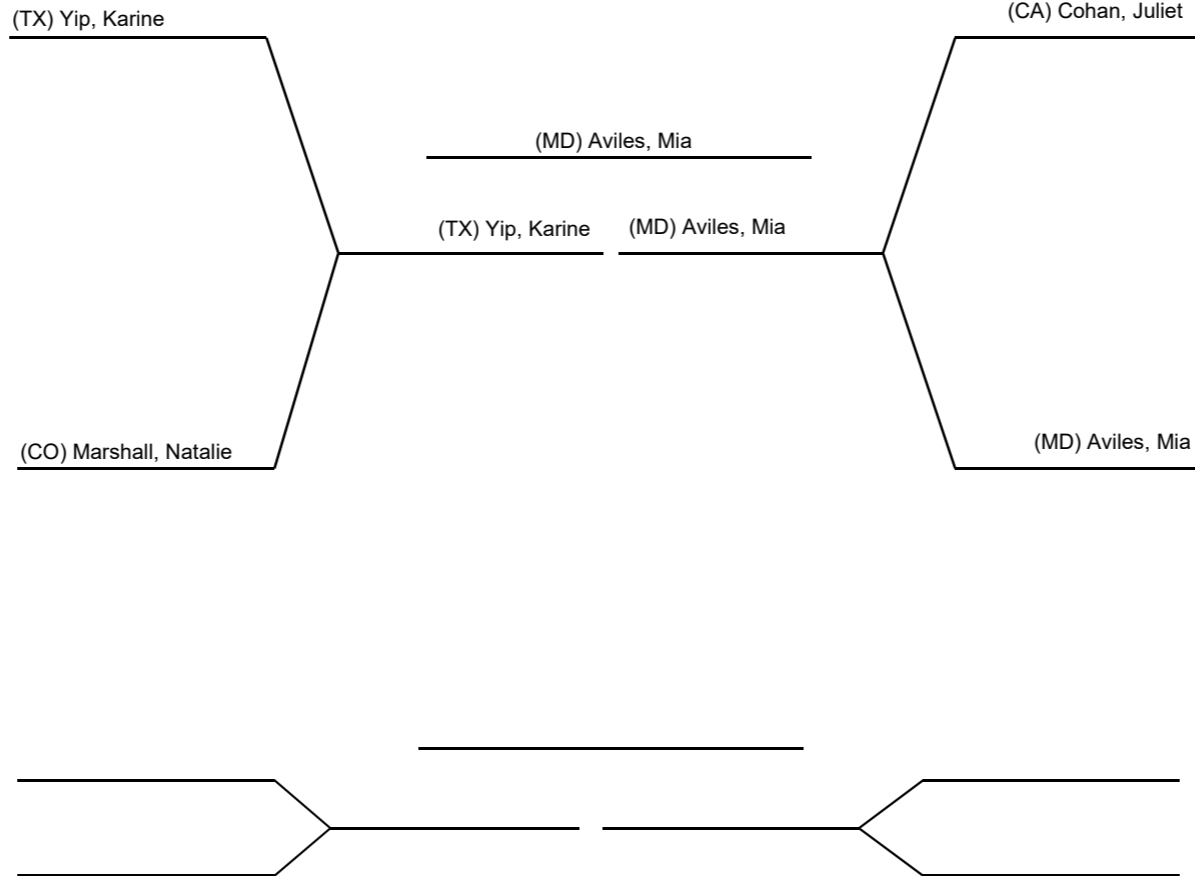 (TX) Yip, Karine
(CA) Cohan, Juliet
(MD) Aviles, Mia
(TX) Yip, Karine
(MD) Aviles, Mia
(CO) Marshall, Natalie
(MD) Aviles, Mia